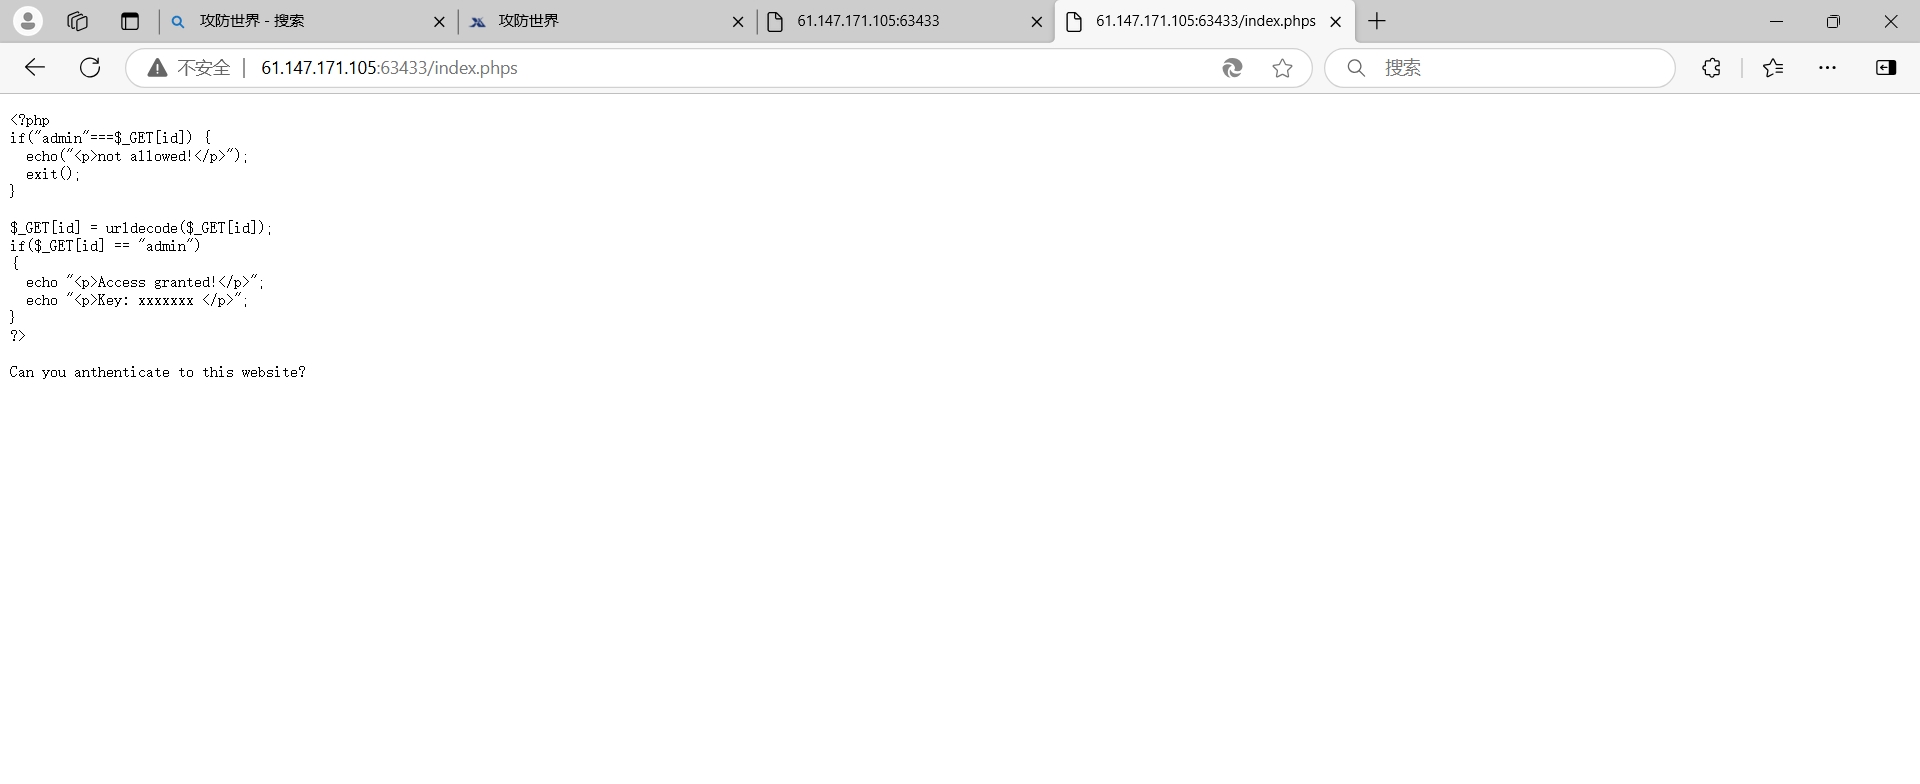 攻防世界 - 搜索
攻防世界
61.147.171.105:63433
61.147.171.105:63433/index.phps
不安全
61.147.171.105:63433/index.phps
搜索
<?php
if("admin"===$_GET[id]) {
  echo("<p>not allowed!</p>");
  exit();
}

$_GET[id] = urldecode($_GET[id]);
if($_GET[id] == "admin")
{
  echo "<p>Access granted!</p>";
  echo "<p>Key: xxxxxxx </p>";
}
?>

Can you anthenticate to this website?